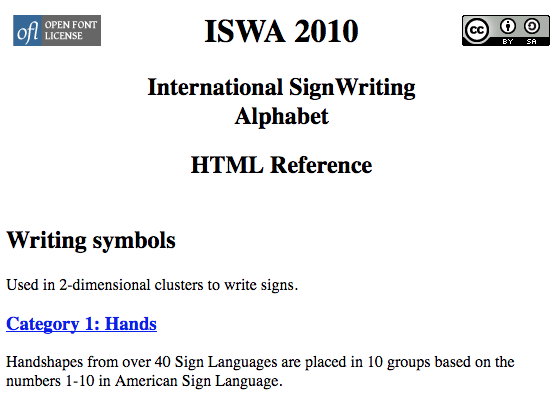 ofl OPEN FONT
LICENSE
ISWA 2010
cc BY SA
International SignWriting
Alphabet
HTML Reference
Writing symbols
Used in 2-dimensional clusters to write signs.
Category 1: Hands
Handshapes from over 40 Sign Languages are placed in 10 groups based on the
numbers 1-10 in American Sign Language.